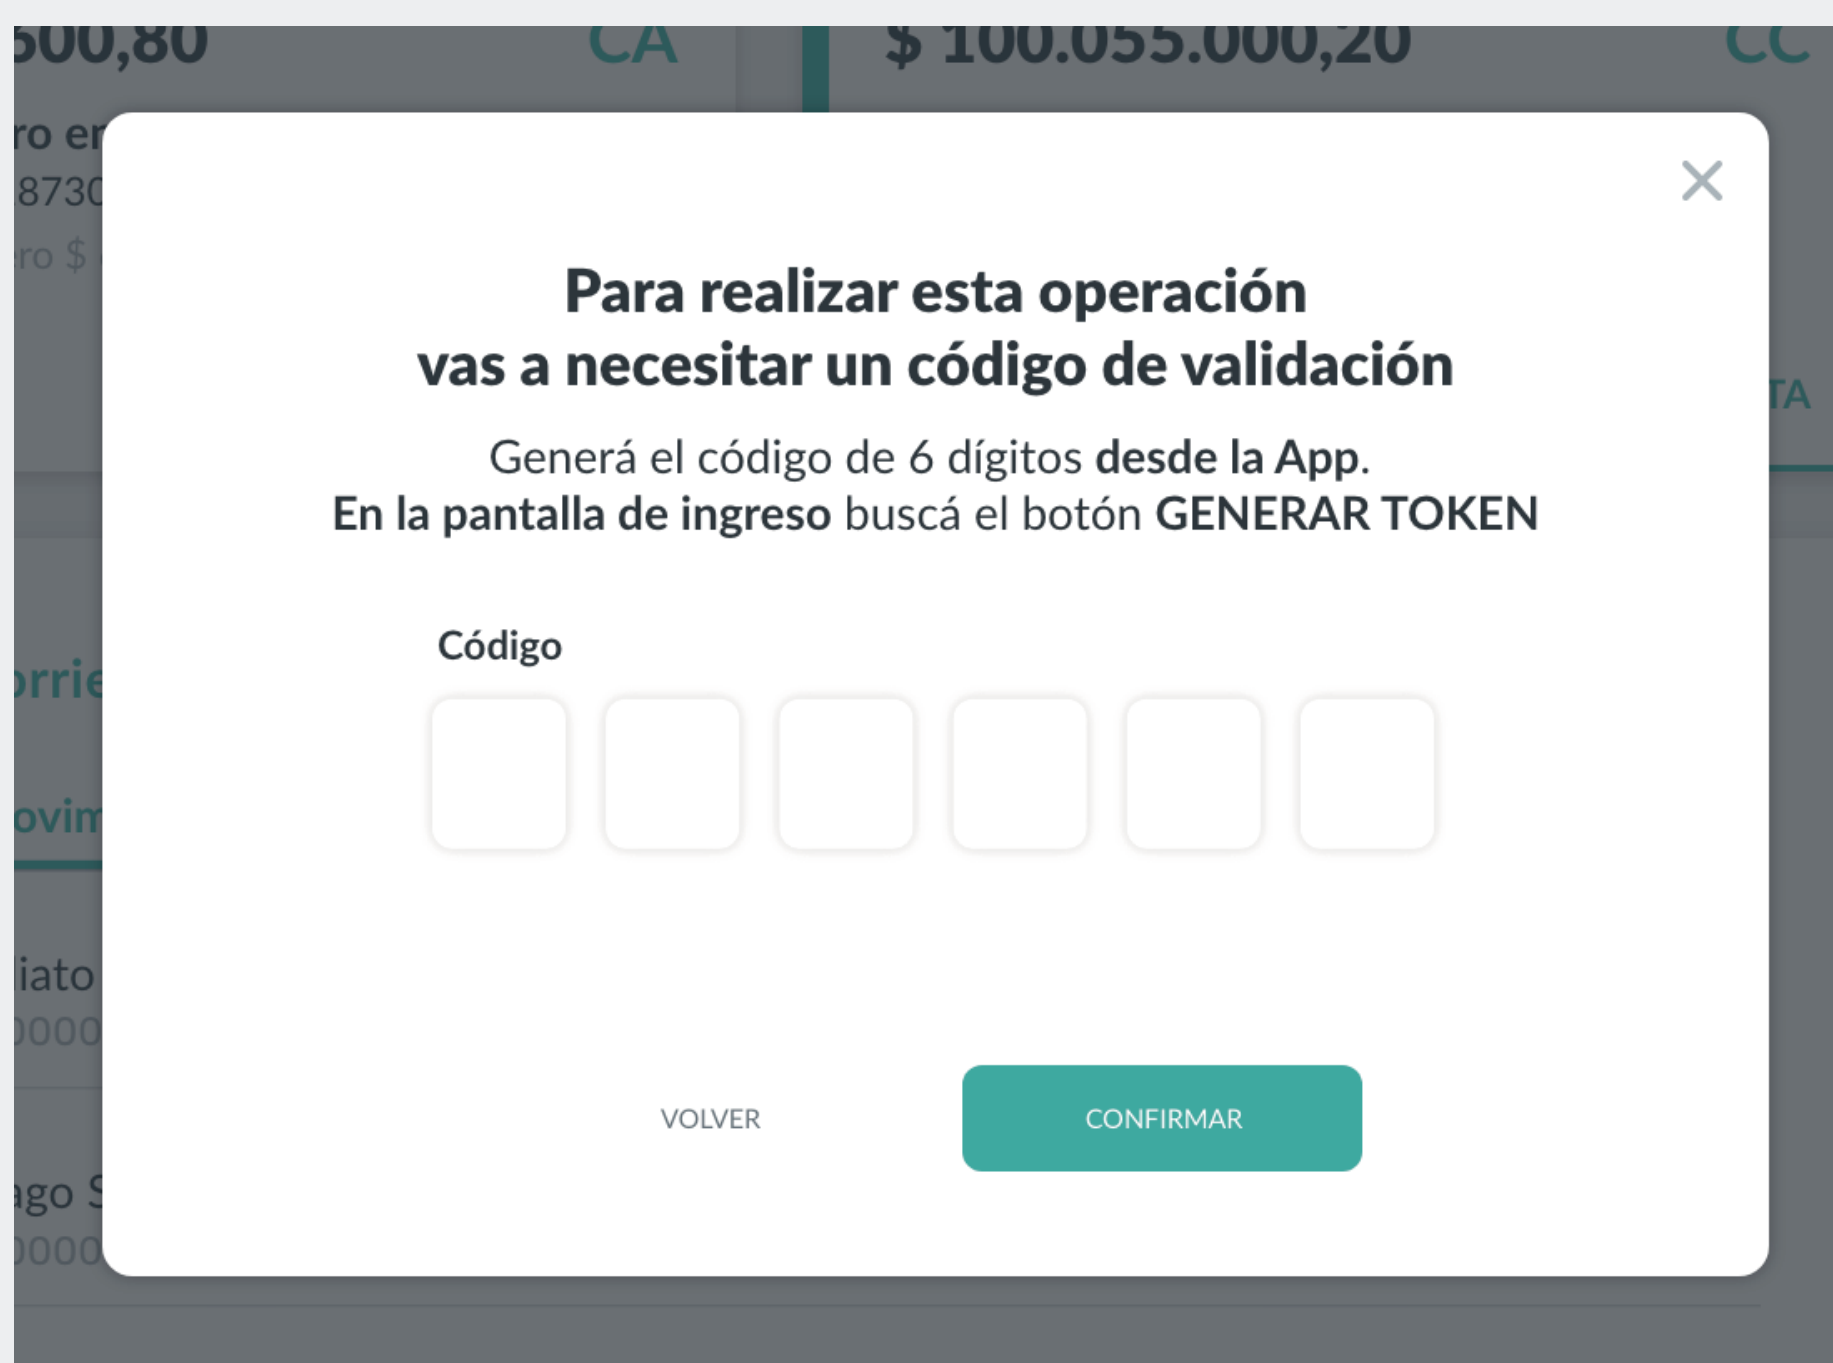 600,80 CA $ 100.055.000,20 CC
8730
Para realizar esta operación
vas a necesitar un código de validación
Generá el código de 6 dígitos desde la App.
En la pantalla de ingreso buscá el botón GENERAR TOKEN
Código
VOLVER CONFIRMAR